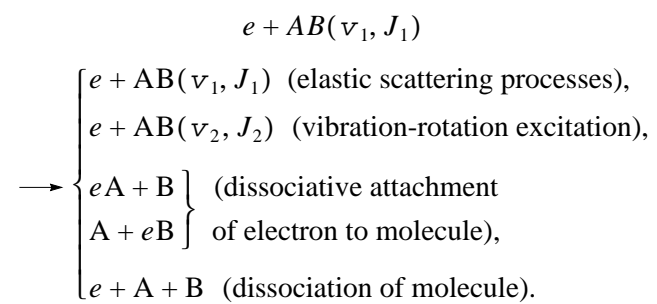 e + AB(v₁, J₁)
e + AB(v₁, J₁) (elastic scattering processes),
e + AB(v₂, J₂) (vibration-rotation excitation),
→ { eA + B } (dissociative attachment
A + eB } of electron to molecule),
e + A + B (dissociation of molecule).